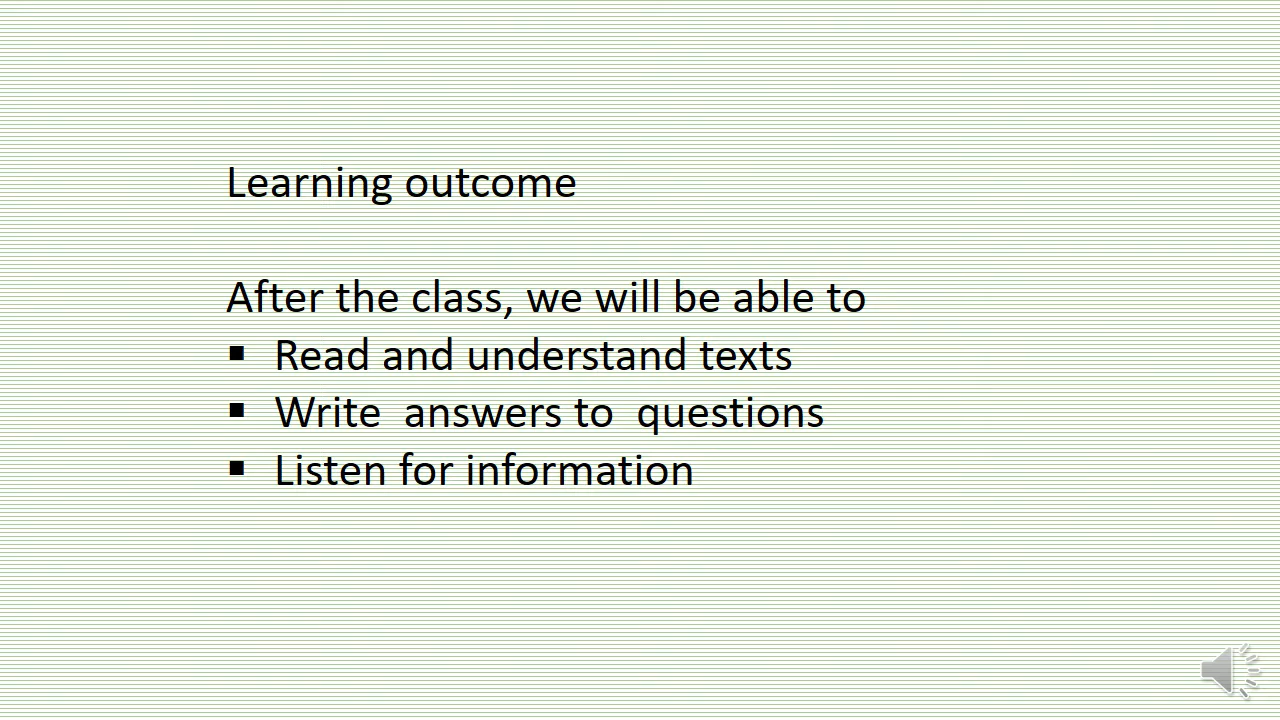 Learning outcome
After the class, we will be able to
▪ Read and understand texts
▪ Write  answers to  questions
▪ Listen for information